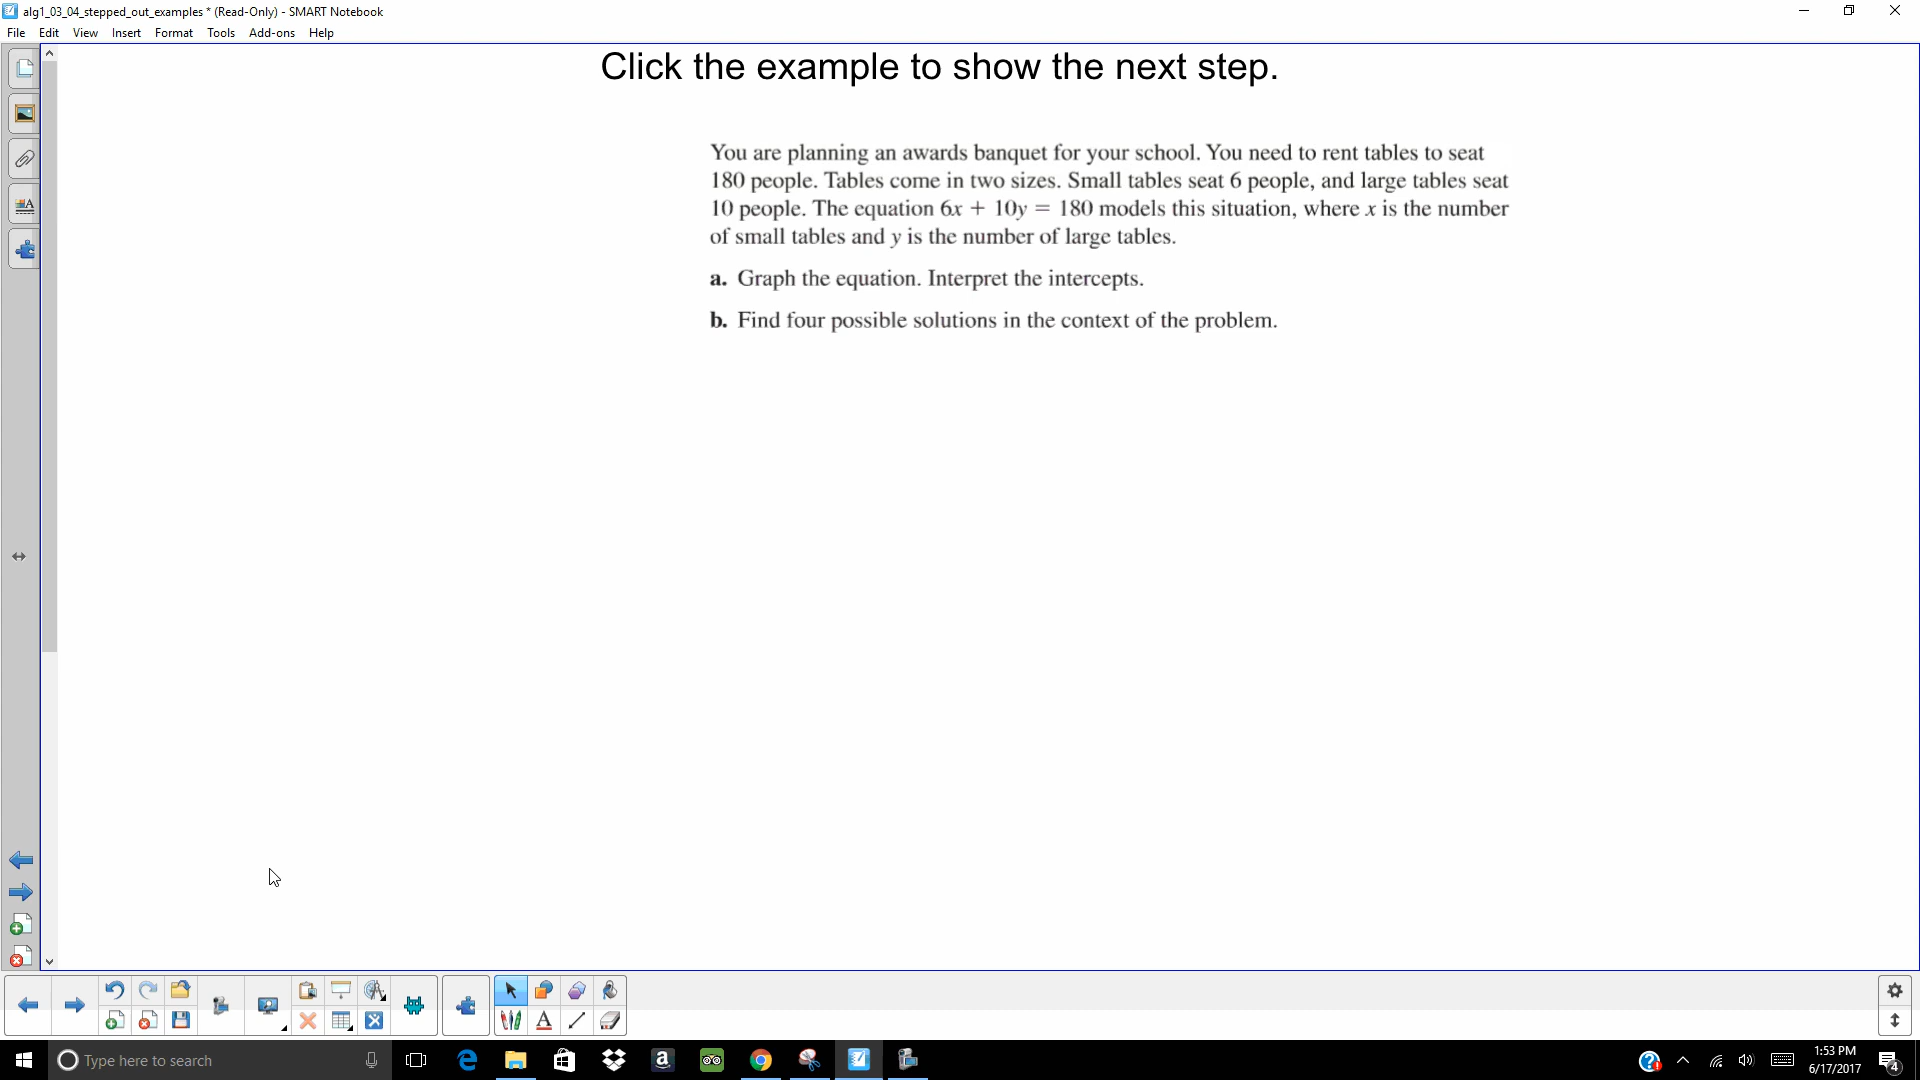 alg1_03_04_stepped_out_examples * (Read-Only) - SMART Notebook
File Edit View Insert Format Tools Add-ons Help
Click the example to show the next step.
You are planning an awards banquet for your school. You need to rent tables to seat
180 people. Tables come in two sizes. Small tables seat 6 people, and large tables seat
10 people. The equation 6x + 10y = 180 models this situation, where x is the number
of small tables and y is the number of large tables.
a. Graph the equation. Interpret the intercepts.
b. Find four possible solutions in the context of the problem.
Type here to search
1:53 PM
6/17/2017
4